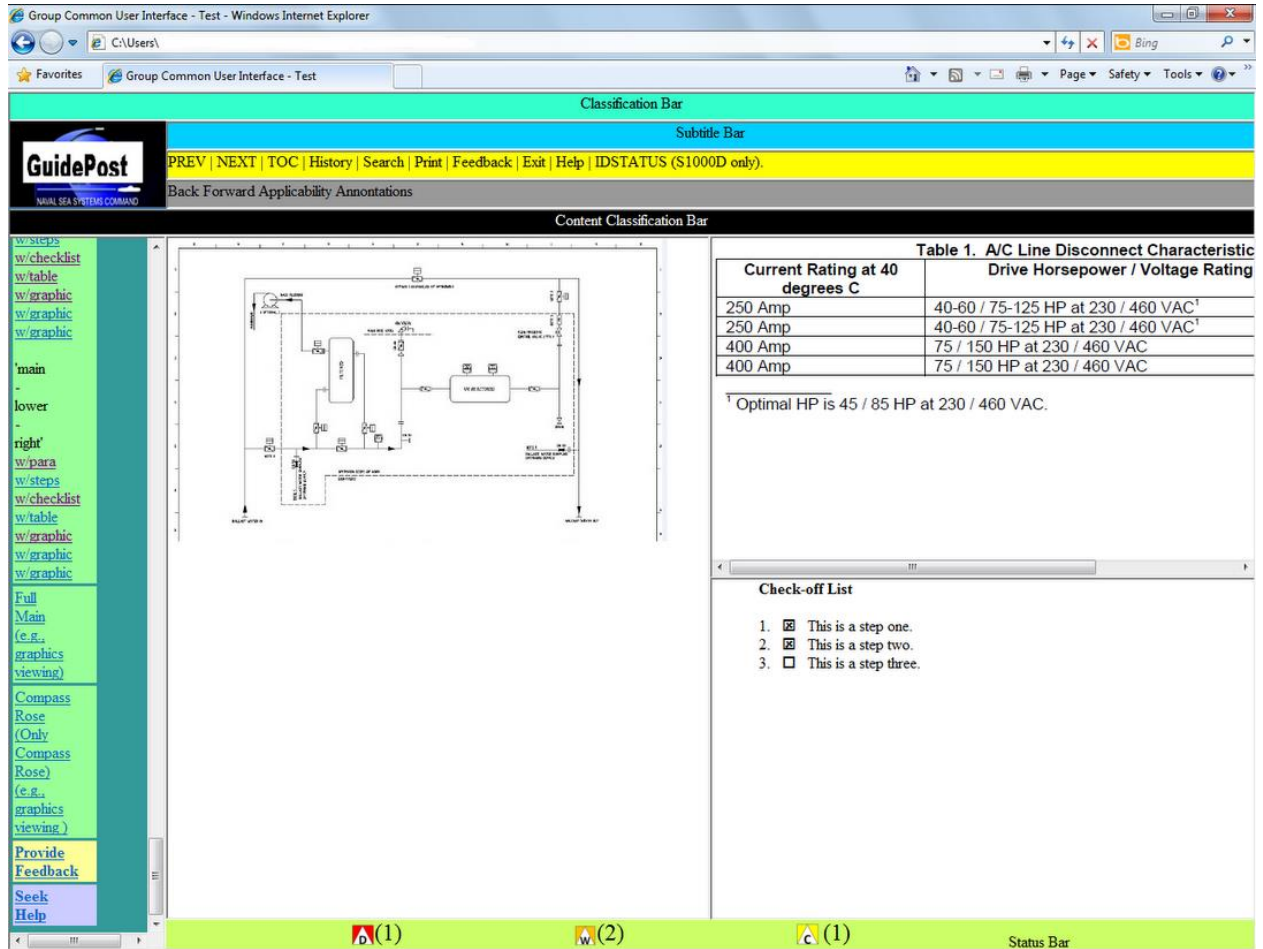 Group Common User Interface - Test - Windows Internet Explorer
C:\Users\
Bing
Favorites
Group Common User Interface - Test
Page
Safety
Tools
Classification Bar
GuidePost
NAVAL SEA SYSTEMS COMMAND
Subtitle Bar
PREV | NEXT | TOC | History | Search | Print | Feedback | Exit | Help | IDSTATUS (S1000D only).
Back Forward Applicability Annontations
Content Classification Bar
w/steps
w/checklist
w/table
w/graphic
w/graphic
w/graphic
'main
-
lower
-
right'
w/para
w/steps
w/checklist
w/table
w/graphic
w/graphic
w/graphic
Full
Main
(e.g.,
graphics
viewing)
Compass
Rose
(Only
Compass
Rose)
(e.g.,
graphics
viewing )
Provide
Feedback
Seek
Help
Table 1. A/C Line Disconnect Characteristic
Current Rating at 40
degrees C
Drive Horsepower / Voltage Rating
250 Amp 40-60 / 75-125 HP at 230 / 460 VAC¹
250 Amp 40-60 / 75-125 HP at 230 / 460 VAC¹
400 Amp 75 / 150 HP at 230 / 460 VAC
400 Amp 75 / 150 HP at 230 / 460 VAC
¹ Optimal HP is 45 / 85 HP at 230 / 460 VAC.
Check-off List
1. ☒ This is a step one.
2. ☒ This is a step two.
3. ☐ This is a step three.
D (1)
W (2)
C (1)
Status Bar